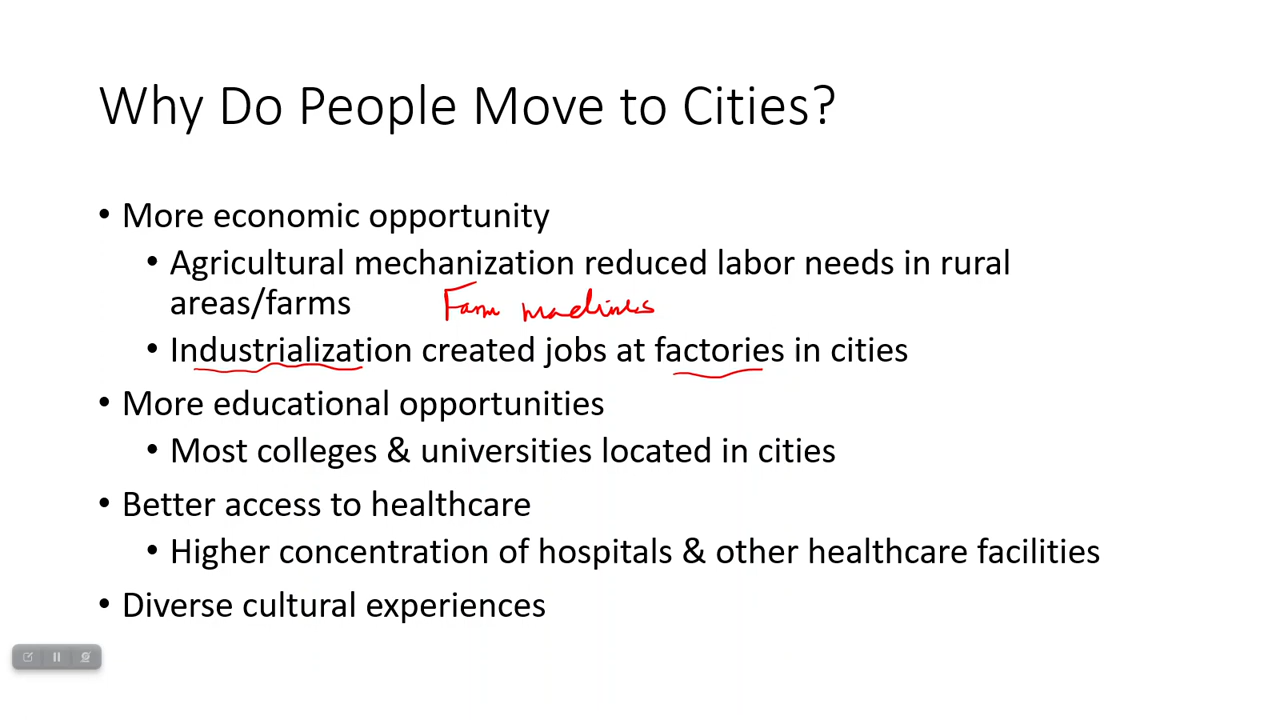 Why Do People Move to Cities?
• More economic opportunity
• Agricultural mechanization reduced labor needs in rural
areas/farms Farm machines
• Industrialization created jobs at factories in cities
• More educational opportunities
• Most colleges & universities located in cities
• Better access to healthcare
• Higher concentration of hospitals & other healthcare facilities
• Diverse cultural experiences